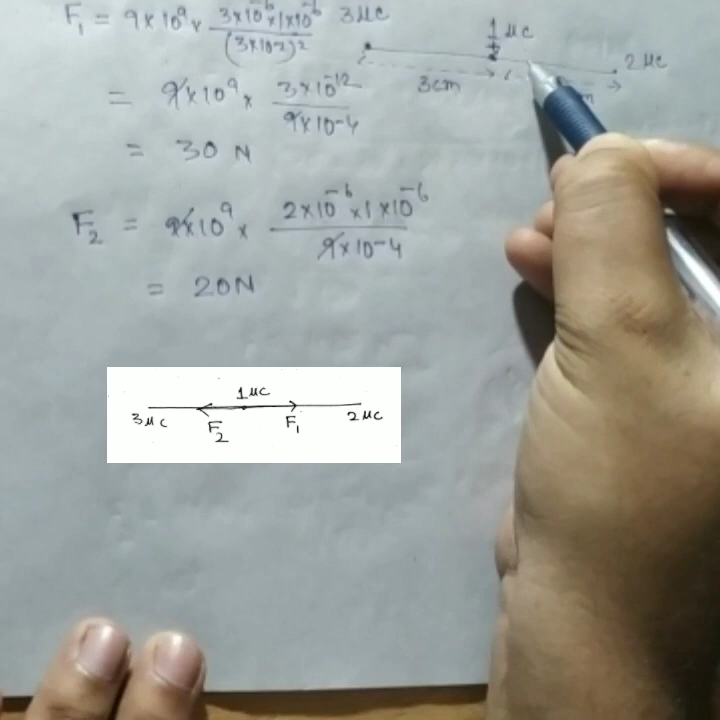 F₁ = 9×10⁹ × 3×10⁻⁶×1×10⁻⁶ / (3×10⁻²)²
3μc 1μc 2μc
3cm
= 9×10⁹ × 3×10⁻¹² / 9×10-4
= 30 N
F₂ = 9×10⁹ × 2×10⁻⁶×1×10⁻⁶ / 9×10-4
= 20N
1μc
3μc F₂ F₁ 2μc